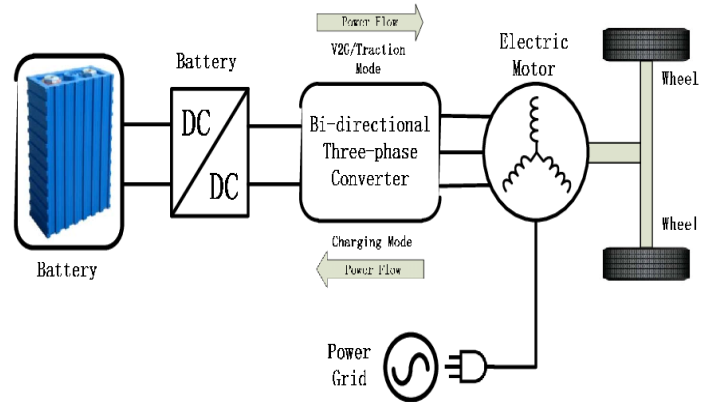 Power Flow
V2G/Traction
Mode
Electric
Motor
Battery
Wheel
DC
DC
Bi-directional
Three-phase
Converter
Wheel
Charging Mode
Power Flow
Battery
Power
Grid